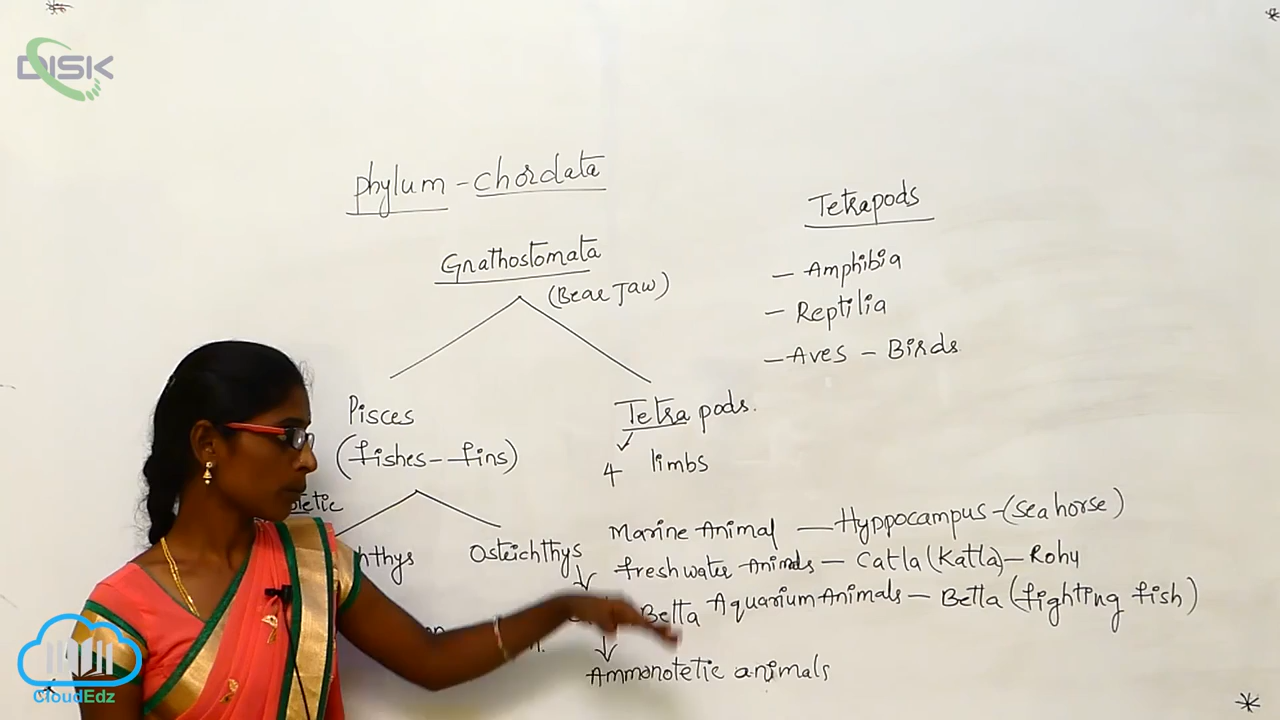 DISK
phylum - chordata
Gnathostomata
(Bear Jaw)
Pisces
(fishes - fins)
Tetra pods.
4 limbs
Osteichthys
Marine Animal — Hyppocampus - (sea horse)
freshwater Animals — Catla (Katla) - Rohu
Betta Aquarium Animals — Betta (fighting fish)
Ammonotetic animals
Tetrapods
- Amphibia
- Reptilia
- Aves - Birds
CloudEdz